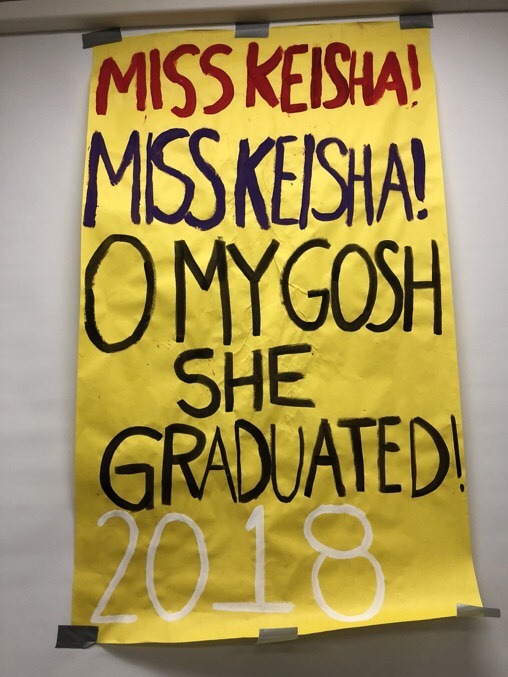 MISS KEISHA!
MISS KEISHA!
O MY GOSH
SHE
GRADUATED!
2018